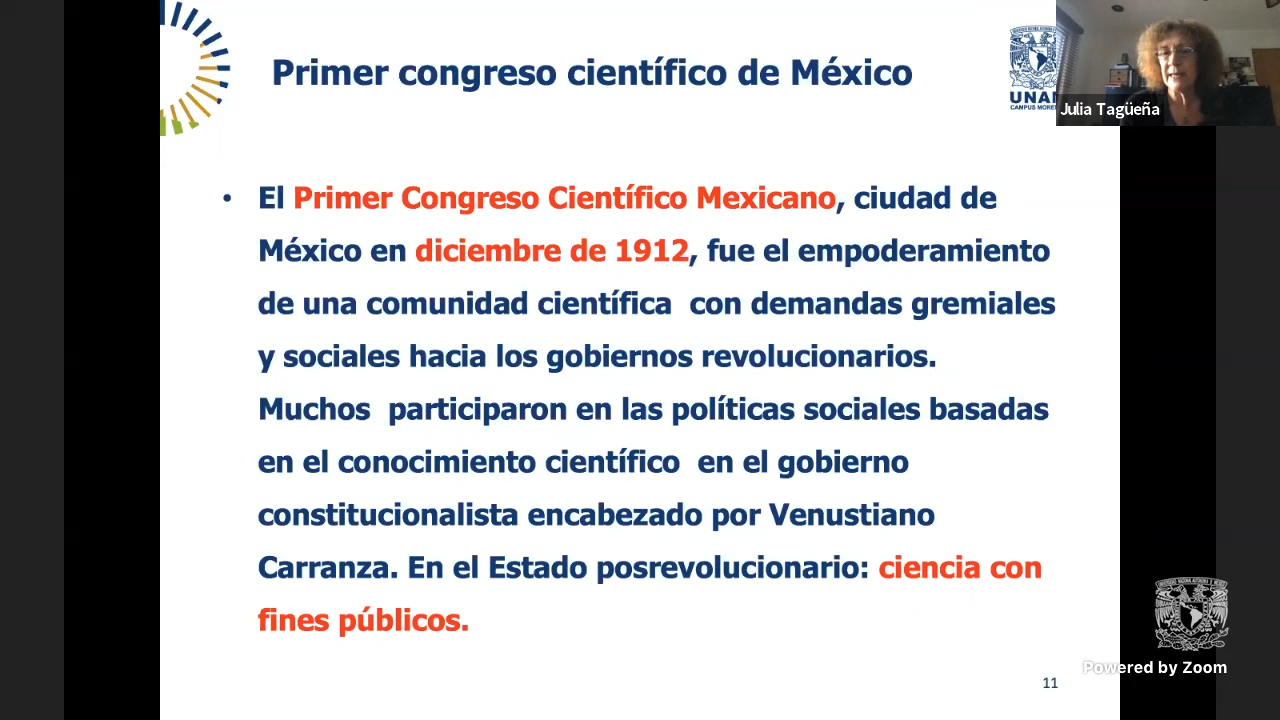 Primer congreso científico de México
UNAM
CAMPUS MORE
Julia Tagüeña
• El Primer Congreso Científico Mexicano, ciudad de
México en diciembre de 1912, fue el empoderamiento
de una comunidad científica con demandas gremiales
y sociales hacia los gobiernos revolucionarios.
Muchos participaron en las políticas sociales basadas
en el conocimiento científico en el gobierno
constitucionalista encabezado por Venustiano
Carranza. En el Estado posrevolucionario: ciencia con
fines públicos.
Powered by Zoom
11